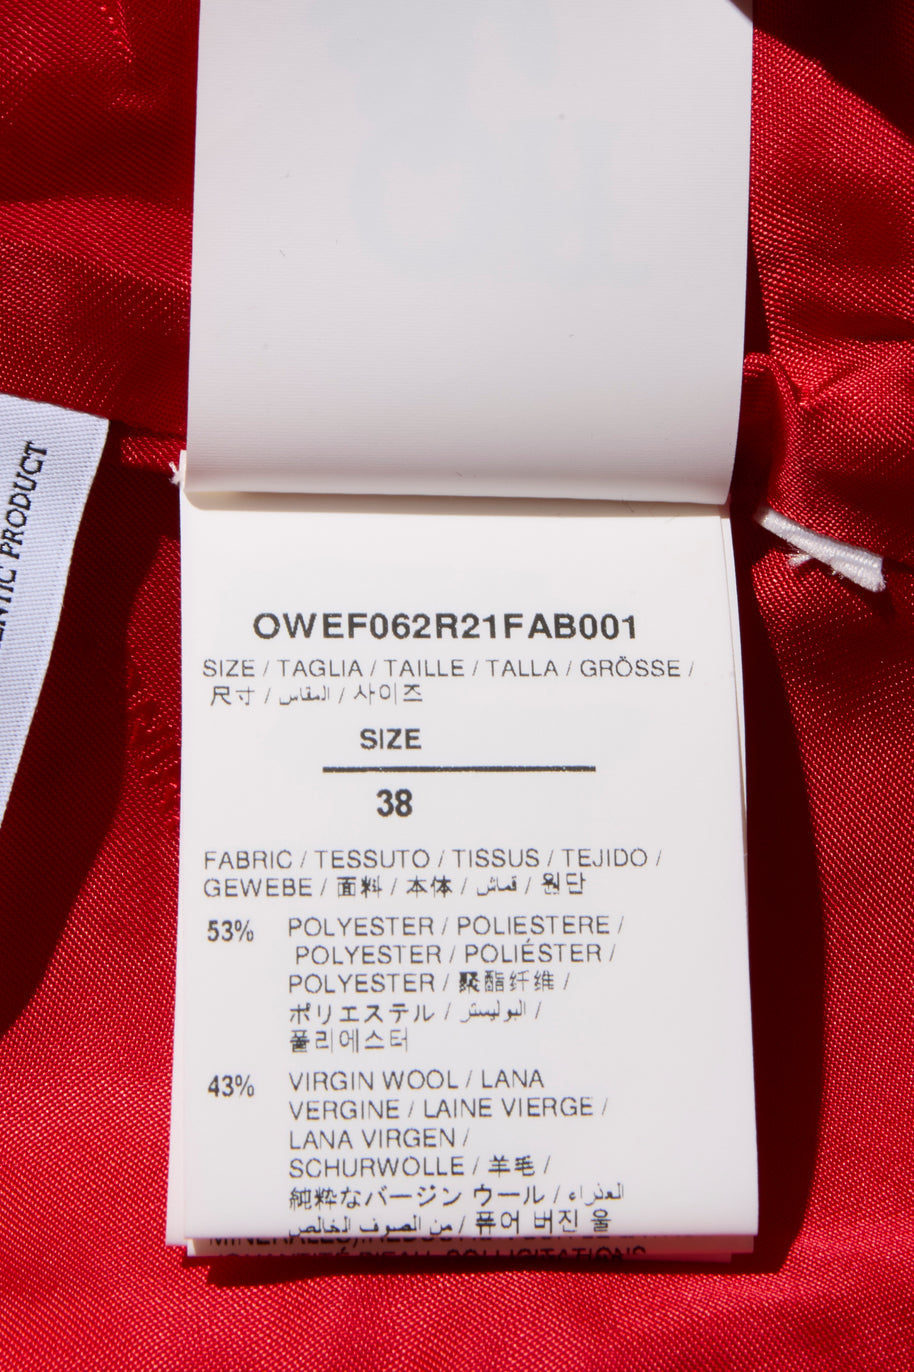 ENTIC PRODUCT
OWEF062R21FAB001
SIZE / TAGLIA / TAILLE / TALLA / GRÖSSE /
尺寸 / المقاس / 사이즈
SIZE
38
FABRIC / TESSUTO / TISSUS / TEJIDO /
GEWEBE / 面料 / 本体 / قماش / 원단
53% POLYESTER / POLIESTERE /
POLYESTER / POLIÉSTER /
POLYESTER / 聚酯纤维 /
ポリエステル / البوليستر /
폴리에스터
43% VIRGIN WOOL / LANA
VERGINE / LAINE VIERGE /
LANA VIRGEN /
SCHURWOLLE / 羊毛 /
純粋なバージン ウール / العذراء
من الصوف الخالص / 퓨어 버진 울